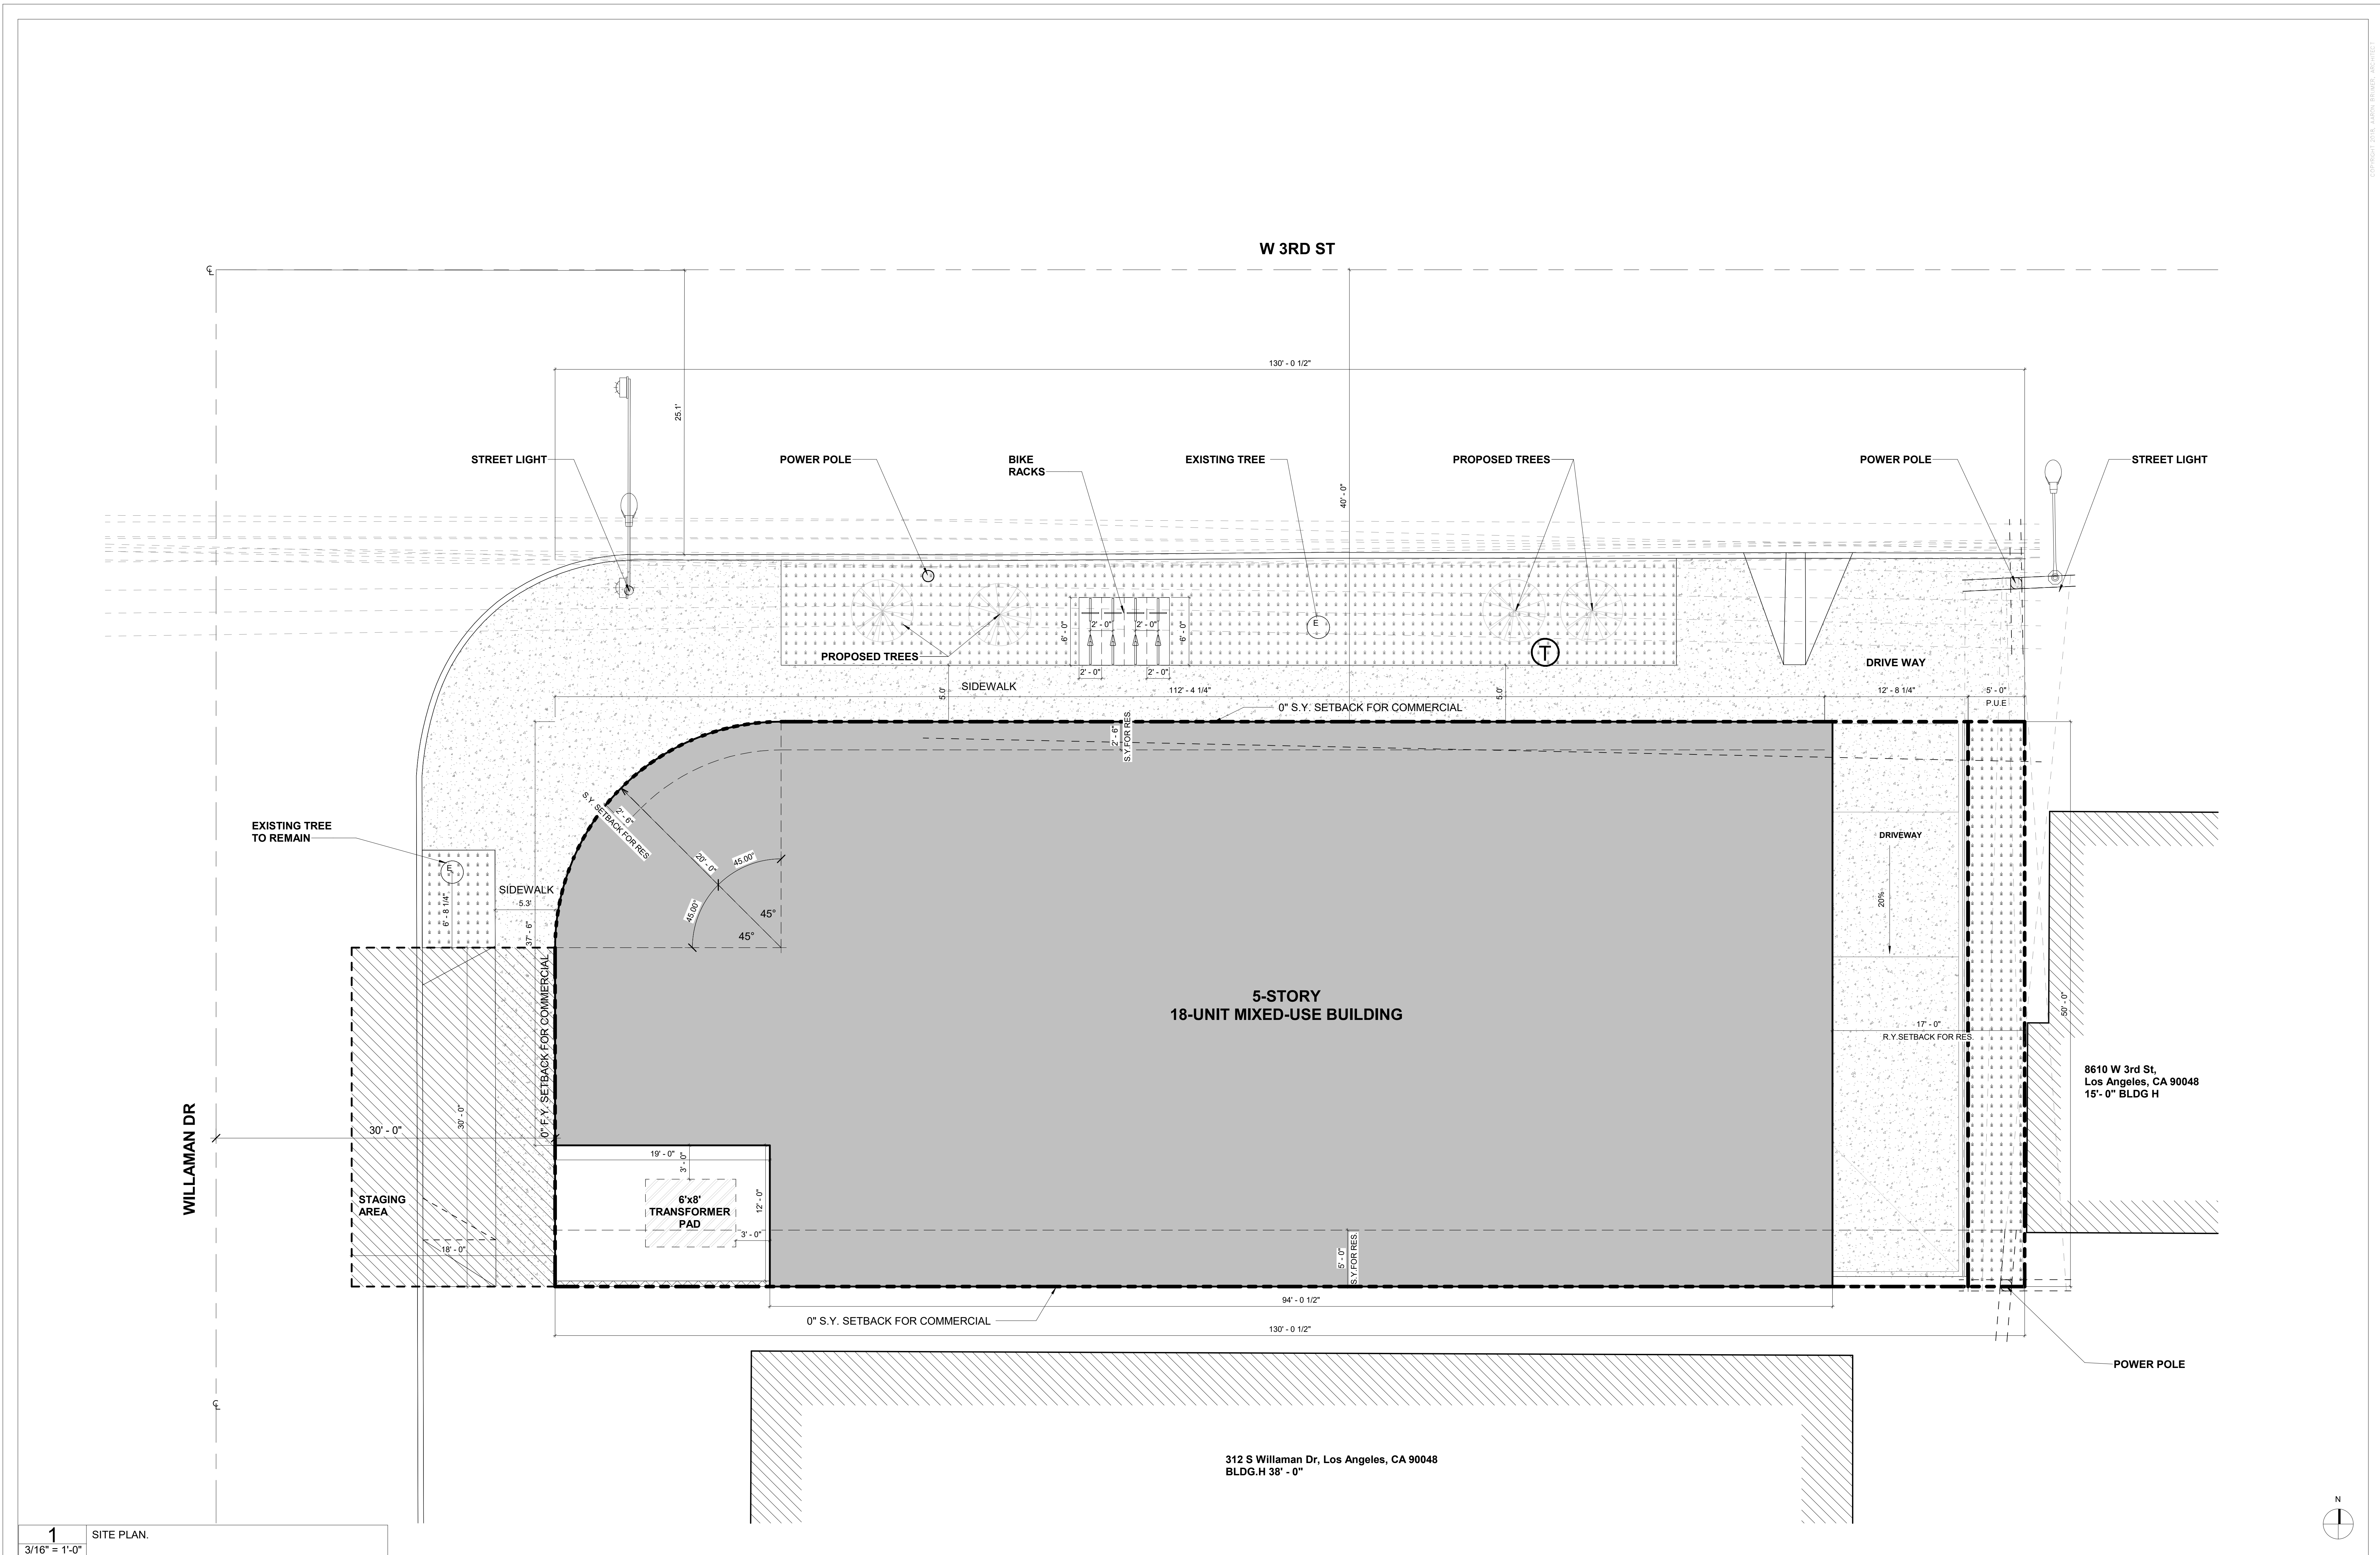 COPYRIGHT 2018, AARON BRUMER, ARCHITECT
W 3RD ST
℄
130' - 0 1/2"
25.1'
STREET LIGHT
POWER POLE
BIKE
RACKS
EXISTING TREE
PROPOSED TREES
POWER POLE
STREET LIGHT
40' - 0"
6' - 0"
2' - 0"
2' - 0"
6' - 0"
E
PROPOSED TREES
T
DRIVE WAY
2' - 0"
2' - 0"
SIDEWALK
5.0'
112' - 4 1/4"
5.0'
12' - 8 1/4"
5' - 0"
P.U.E
0" S.Y. SETBACK FOR COMMERCIAL
2' - 6"
S.Y.FOR RES.
2' - 6"
S.Y. SETBACK FOR RES.
EXISTING TREE
TO REMAIN
E
6' - 8 1/4"
SIDEWALK
5.3'
37' - 6"
20' - 0"
45.00°
45.00°
45°
45°
DRIVEWAY
20%
5-STORY
18-UNIT MIXED-USE BUILDING
50' - 0"
17' - 0"
R.Y.SETBACK FOR RES.
8610 W 3rd St,
Los Angeles, CA 90048
15'- 0" BLDG H
0" F.Y. SETBACK FOR COMMERCIAL
WILLAMAN DR
30' - 0"
30' - 0"
STAGING
AREA
18' - 0"
19' - 0"
3' - 0"
6'x8'
TRANSFORMER
PAD
12' - 0"
3' - 0"
5' - 0"
S.Y.FOR RES.
94' - 0 1/2"
0" S.Y. SETBACK FOR COMMERCIAL
130' - 0 1/2"
POWER POLE
℄
312 S Willaman Dr, Los Angeles, CA 90048
BLDG.H 38' - 0"
N
1
SITE PLAN.
3/16" = 1'-0"